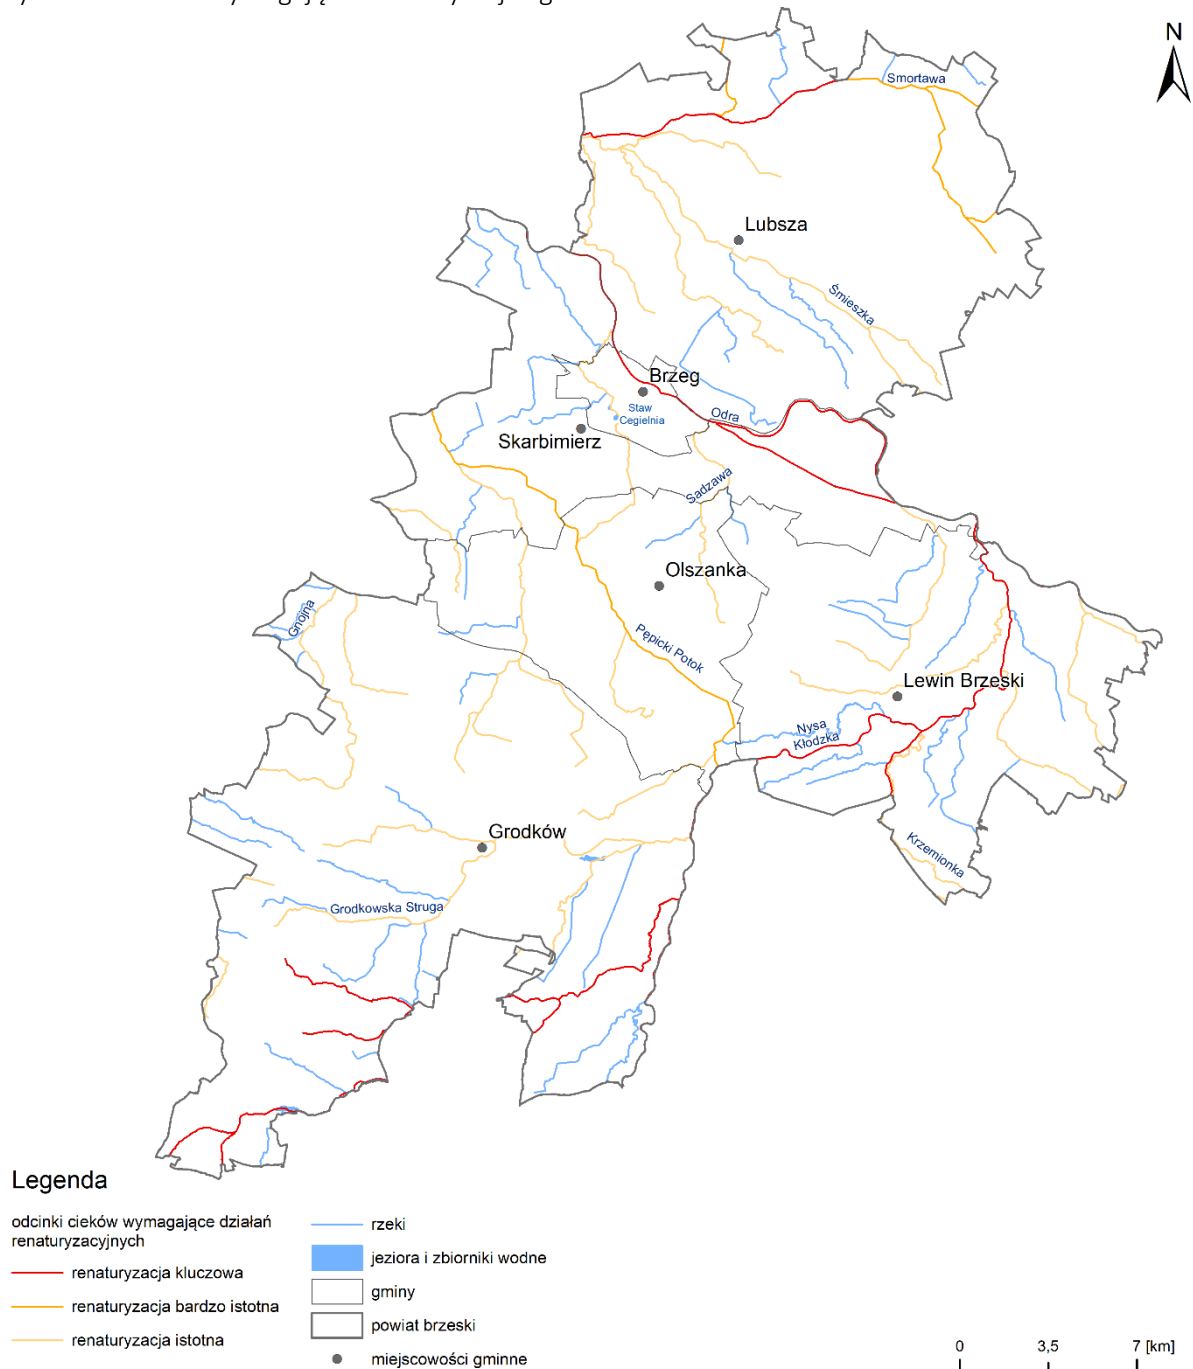 N
Smortawa
Lubsza
Śmieszka
Brzeg
Staw
Cegielnia
Odra
Skarbimierz
Sadzawa
Olszanka
Gnojna
Pępicki Potok
Lewin Brzeski
Nysa
Kłodzka
Grodków
Krzemionka
Grodkowska Struga
Legenda
odcinki cieków wymagające działań
renaturyzacyjnych
renaturyzacja kluczowa
renaturyzacja bardzo istotna
renaturyzacja istotna
rzeki
jeziora i zbiorniki wodne
gminy
powiat brzeski
miejscowości gminne
0 3,5 7 [km]